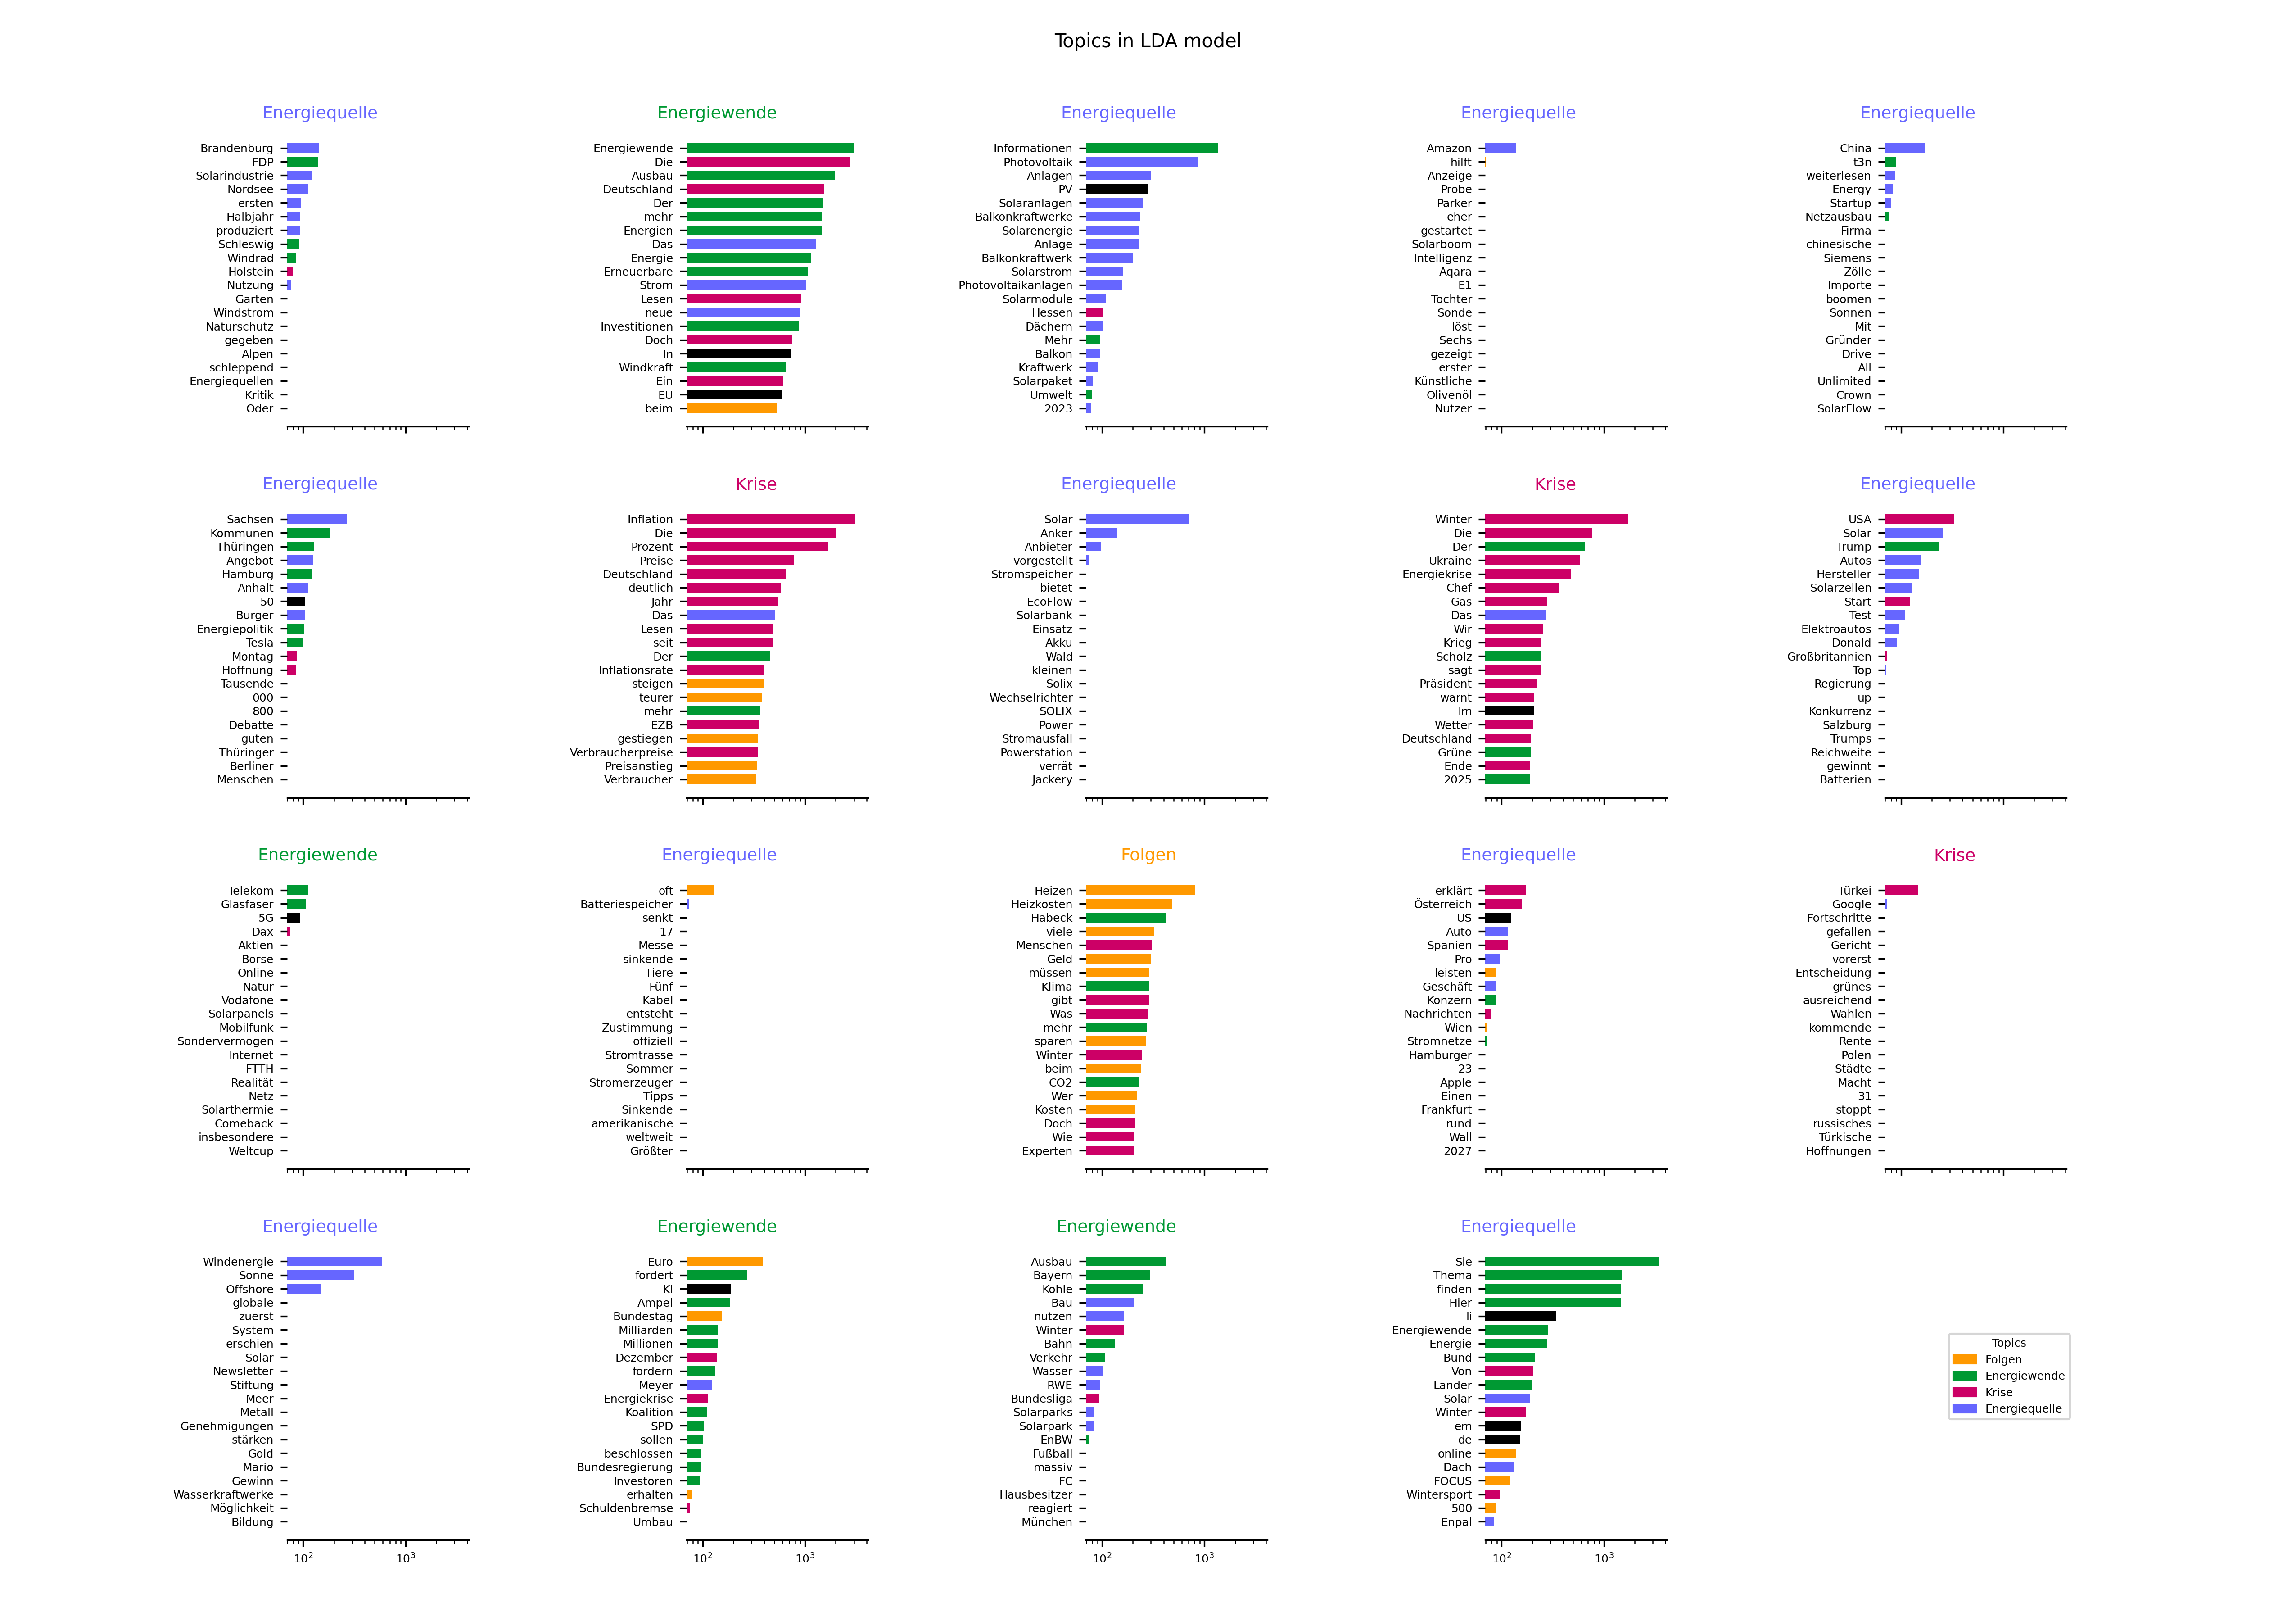 Topics in LDA model
Energiequelle
Brandenburg
FDP
Solarindustrie
Nordsee
ersten
Halbjahr
produziert
Schleswig
Windrad
Holstein
Nutzung
Garten
Windstrom
Naturschutz
gegeben
Alpen
schleppend
Energiequellen
Kritik
Oder
Energiewende
Energiewende
Die
Ausbau
Deutschland
Der
mehr
Energien
Das
Energie
Erneuerbare
Strom
Lesen
neue
Investitionen
Doch
In
Windkraft
Ein
EU
beim
Energiequelle
Informationen
Photovoltaik
Anlagen
PV
Solaranlagen
Balkonkraftwerke
Solarenergie
Anlage
Balkonkraftwerk
Solarstrom
Photovoltaikanlagen
Solarmodule
Hessen
Dächern
Mehr
Balkon
Kraftwerk
Solarpaket
Umwelt
2023
Energiequelle
Amazon
hilft
Anzeige
Probe
Parker
eher
gestartet
Solarboom
Intelligenz
Aqara
E1
Tochter
Sonde
löst
Sechs
gezeigt
erster
Künstliche
Olivenöl
Nutzer
Energiequelle
China
t3n
weiterlesen
Energy
Startup
Netzausbau
Firma
chinesische
Siemens
Zölle
Importe
boomen
Sonnen
Mit
Gründer
Drive
All
Unlimited
Crown
SolarFlow
Energiequelle
Sachsen
Kommunen
Thüringen
Angebot
Hamburg
Anhalt
50
Burger
Energiepolitik
Tesla
Montag
Hoffnung
Tausende
000
800
Debatte
guten
Thüringer
Berliner
Menschen
Krise
Inflation
Die
Prozent
Preise
Deutschland
deutlich
Jahr
Das
Lesen
seit
Der
Inflationsrate
steigen
teurer
mehr
EZB
gestiegen
Verbraucherpreise
Preisanstieg
Verbraucher
Energiequelle
Solar
Anker
Anbieter
vorgestellt
Stromspeicher
bietet
EcoFlow
Solarbank
Einsatz
Akku
Wald
kleinen
Solix
Wechselrichter
SOLIX
Power
Stromausfall
Powerstation
verrät
Jackery
Krise
Winter
Die
Der
Ukraine
Energiekrise
Chef
Gas
Das
Wir
Krieg
Scholz
sagt
Präsident
warnt
Im
Wetter
Deutschland
Grüne
Ende
2025
Energiequelle
USA
Solar
Trump
Autos
Hersteller
Solarzellen
Start
Test
Elektroautos
Donald
Großbritannien
Top
Regierung
up
Konkurrenz
Salzburg
Trumps
Reichweite
gewinnt
Batterien
Energiewende
Telekom
Glasfaser
5G
Dax
Aktien
Börse
Online
Natur
Vodafone
Solarpanels
Mobilfunk
Sondervermögen
Internet
FTTH
Realität
Netz
Solarthermie
Comeback
insbesondere
Weltcup
Energiequelle
oft
Batteriespeicher
senkt
17
Messe
sinkende
Tiere
Fünf
Kabel
entsteht
Zustimmung
offiziell
Stromtrasse
Sommer
Stromerzeuger
Tipps
Sinkende
amerikanische
weltweit
Größter
Folgen
Heizen
Heizkosten
Habeck
viele
Menschen
Geld
müssen
Klima
gibt
Was
mehr
sparen
Winter
beim
CO2
Wer
Kosten
Doch
Wie
Experten
Energiequelle
erklärt
Österreich
US
Auto
Spanien
Pro
leisten
Geschäft
Konzern
Nachrichten
Wien
Stromnetze
Hamburger
23
Apple
Einen
Frankfurt
rund
Wall
2027
Krise
Türkei
Google
Fortschritte
gefallen
Gericht
vorerst
Entscheidung
grünes
ausreichend
Wahlen
kommende
Rente
Polen
Städte
Macht
31
stoppt
russisches
Türkische
Hoffnungen
Energiequelle
Windenergie
Sonne
Offshore
globale
zuerst
System
erschien
Solar
Newsletter
Stiftung
Meer
Metall
Genehmigungen
stärken
Gold
Mario
Gewinn
Wasserkraftwerke
Möglichkeit
Bildung
10² 10³
Energiewende
Euro
fordert
KI
Ampel
Bundestag
Milliarden
Millionen
Dezember
fordern
Meyer
Energiekrise
Koalition
SPD
sollen
beschlossen
Bundesregierung
Investoren
erhalten
Schuldenbremse
Umbau
10² 10³
Energiewende
Ausbau
Bayern
Kohle
Bau
nutzen
Winter
Bahn
Verkehr
Wasser
RWE
Bundesliga
Solarparks
Solarpark
EnBW
Fußball
massiv
FC
Hausbesitzer
reagiert
München
10² 10³
Energiequelle
Sie
Thema
finden
Hier
li
Energiewende
Energie
Bund
Von
Länder
Solar
Winter
em
de
online
Dach
FOCUS
Wintersport
500
Enpal
10² 10³
Topics
Folgen
Energiewende
Krise
Energiequelle